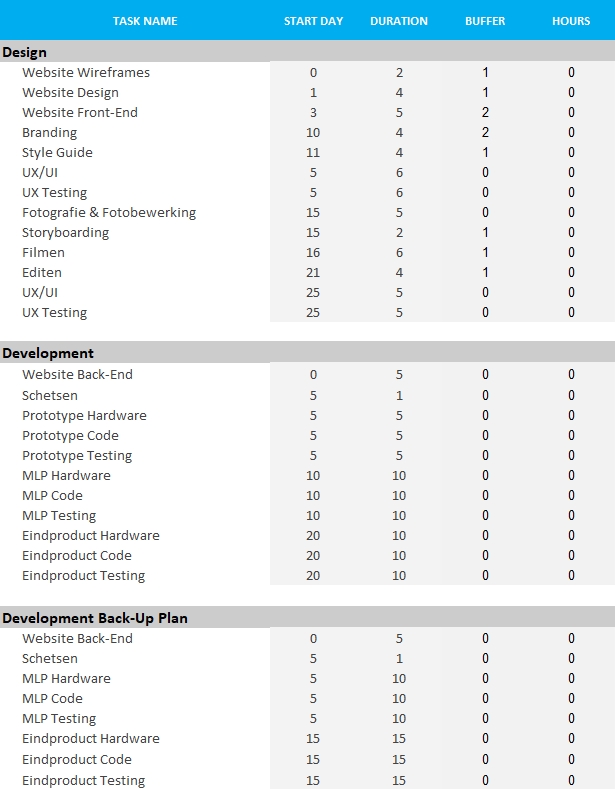 TASK NAME START DAY DURATION BUFFER HOURS
Design
Website Wireframes 0 2 1 0
Website Design 1 4 1 0
Website Front-End 3 5 2 0
Branding 10 4 2 0
Style Guide 11 4 1 0
UX/UI 5 6 0 0
UX Testing 5 6 0 0
Fotografie & Fotobewerking 15 5 0 0
Storyboarding 15 2 1 0
Filmen 16 6 1 0
Editen 21 4 1 0
UX/UI 25 5 0 0
UX Testing 25 5 0 0
Development
Website Back-End 0 5 0 0
Schetsen 5 1 0 0
Prototype Hardware 5 5 0 0
Prototype Code 5 5 0 0
Prototype Testing 5 5 0 0
MLP Hardware 10 10 0 0
MLP Code 10 10 0 0
MLP Testing 10 10 0 0
Eindproduct Hardware 20 10 0 0
Eindproduct Code 20 10 0 0
Eindproduct Testing 20 10 0 0
Development Back-Up Plan
Website Back-End 0 5 0 0
Schetsen 5 1 0 0
MLP Hardware 5 10 0 0
MLP Code 5 10 0 0
MLP Testing 5 10 0 0
Eindproduct Hardware 15 15 0 0
Eindproduct Code 15 15 0 0
Eindproduct Testing 15 15 0 0